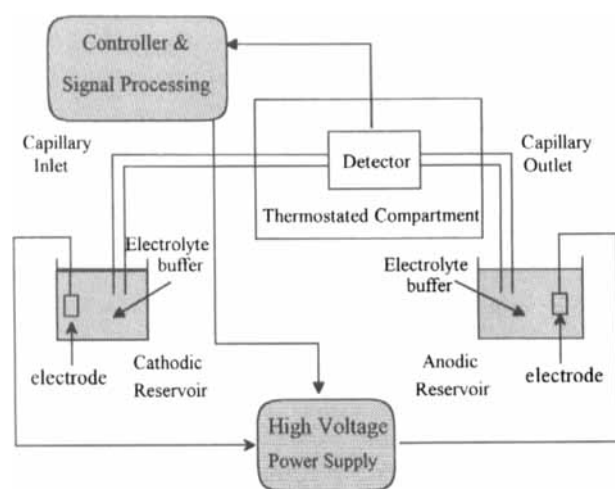 Controller &
Signal Processing
Capillary
Inlet
Detector
Capillary
Outlet
Thermostated Compartment
Electrolyte
buffer
Electrolyte
buffer
electrode
Cathodic
Reservoir
Anodic
Reservoir
electrode
High Voltage
Power Supply